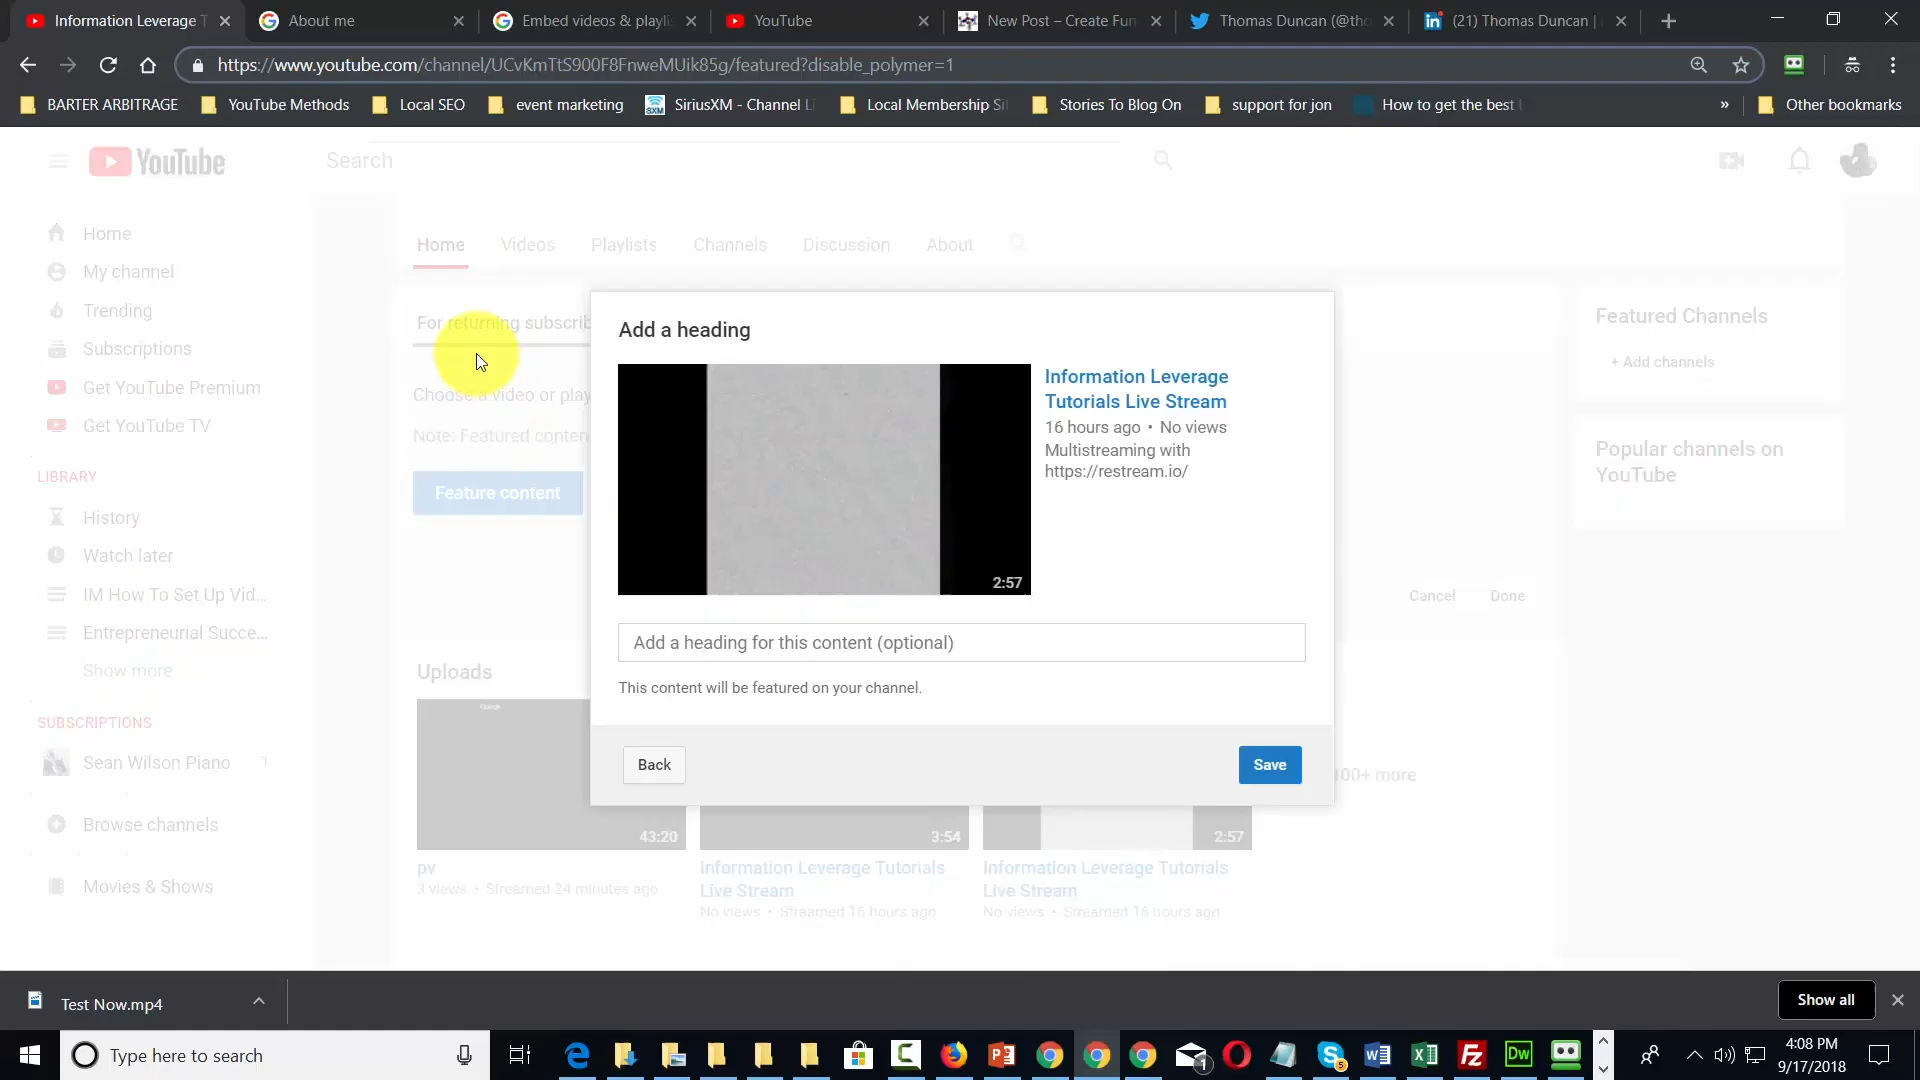 Information Leverage T
About me
Embed videos & playli
YouTube
New Post – Create Fun
Thomas Duncan (@tho
(21) Thomas Duncan |
https://www.youtube.com/channel/UCvKmTtS900F8FnweMUik85g/featured?disable_polymer=1
BARTER ARBITRAGE
YouTube Methods
Local SEO
event marketing
SiriusXM - Channel Li
Local Membership Si
Stories To Blog On
support for jon
How to get the best t
»
Other bookmarks
YouTube
Search
Home
My channel
Trending
Subscriptions
Get YouTube Premium
Get YouTube TV
LIBRARY
History
Watch later
IM How To Set Up Vid...
Entrepreneurial Succe...
Show more
SUBSCRIPTIONS
Sean Wilson Piano 1
Browse channels
Movies & Shows
Home
Videos
Playlists
Channels
Discussion
About
For returning subscrib
Choose a video or play
Note: Featured conten
Feature content
Add a heading
2:57
Information Leverage
Tutorials Live Stream
16 hours ago • No views
Multistreaming with
https://restream.io/
Add a heading for this content (optional)
This content will be featured on your channel.
Back
Save
Featured Channels
+ Add channels
Popular channels on
YouTube
Cancel
Done
100+ more
Uploads
Google
43:20
pv
3 views • Streamed 24 minutes ago
3:54
Information Leverage Tutorials
Live Stream
No views • Streamed 16 hours ago
2:57
Information Leverage Tutorials
Live Stream
No views • Streamed 16 hours ago
Test Now.mp4
Show all
Type here to search
1
5
Dw
4:08 PM
9/17/2018